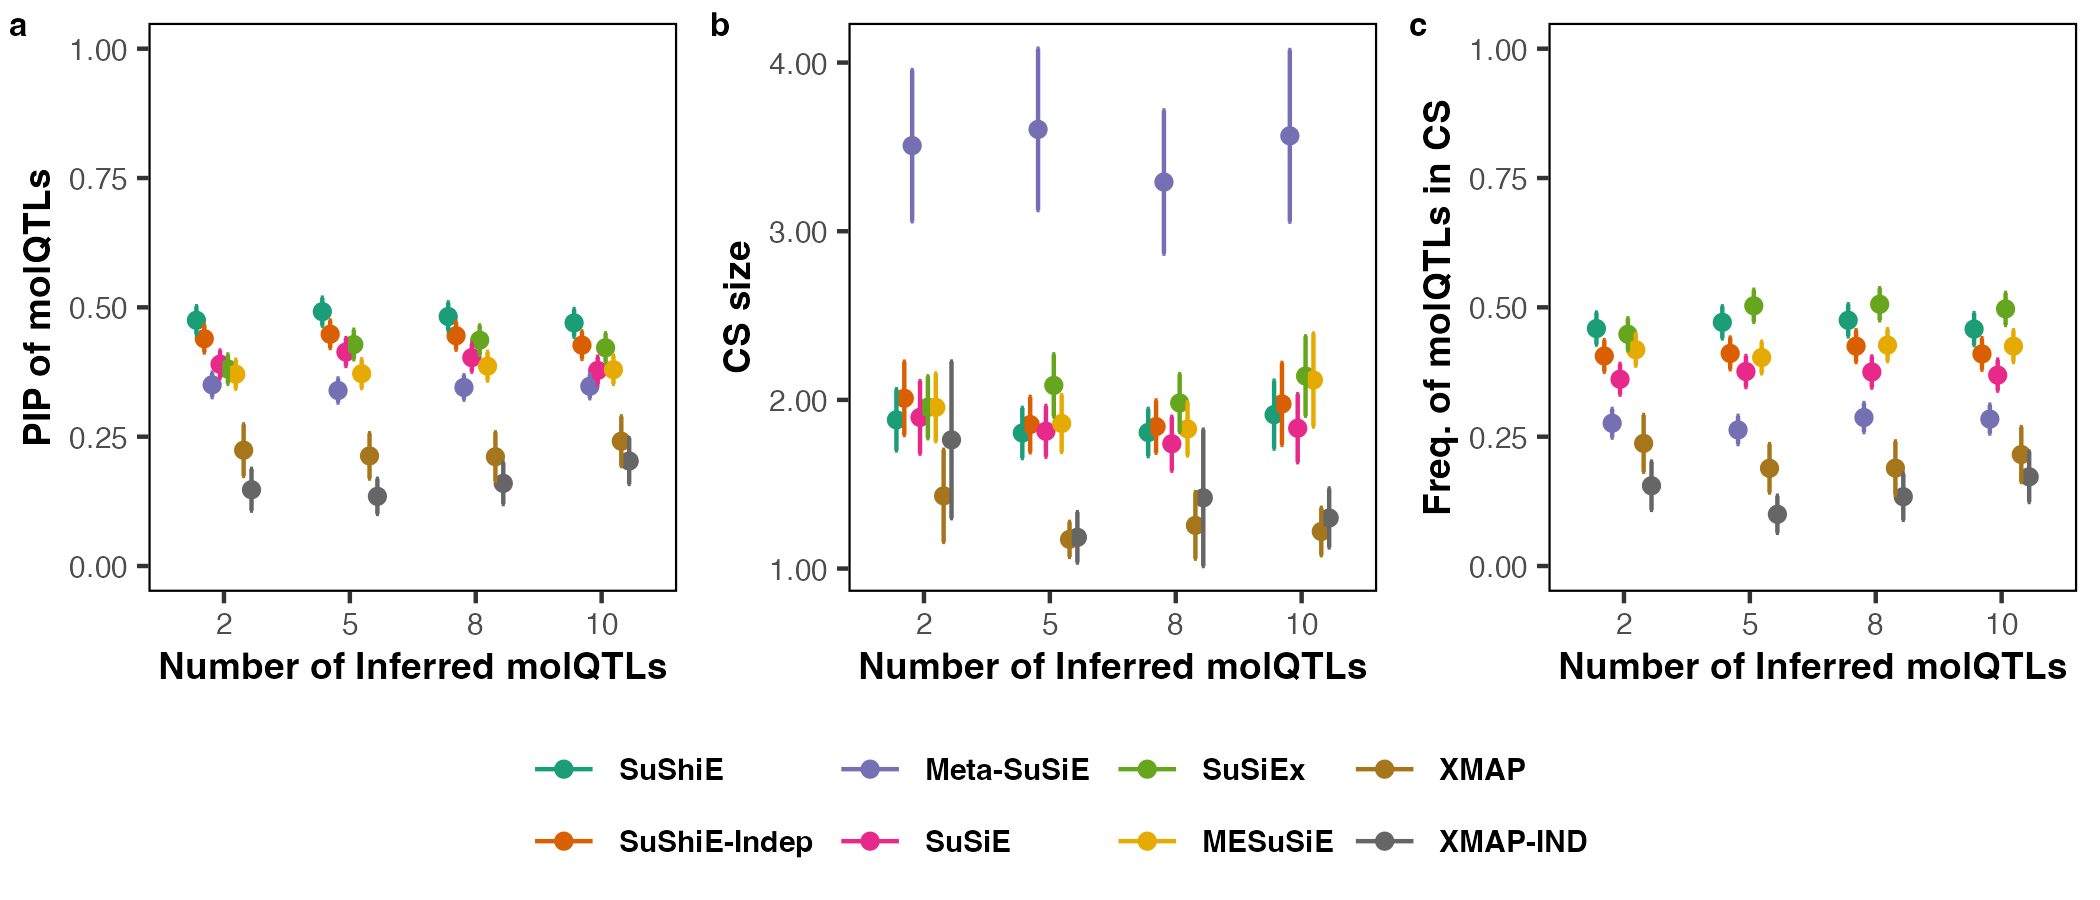 a
PIP of molQTLs
1.00
0.75
0.50
0.25
0.00
2 5 8 10
Number of Inferred molQTLs
b
CS size
4.00
3.00
2.00
1.00
2 5 8 10
Number of Inferred molQTLs
c
Freq. of molQTLs in CS
1.00
0.75
0.50
0.25
0.00
2 5 8 10
Number of Inferred molQTLs
SuShiE Meta-SuSiE SuSiEx XMAP
SuShiE-Indep SuSiE MESuSiE XMAP-IND